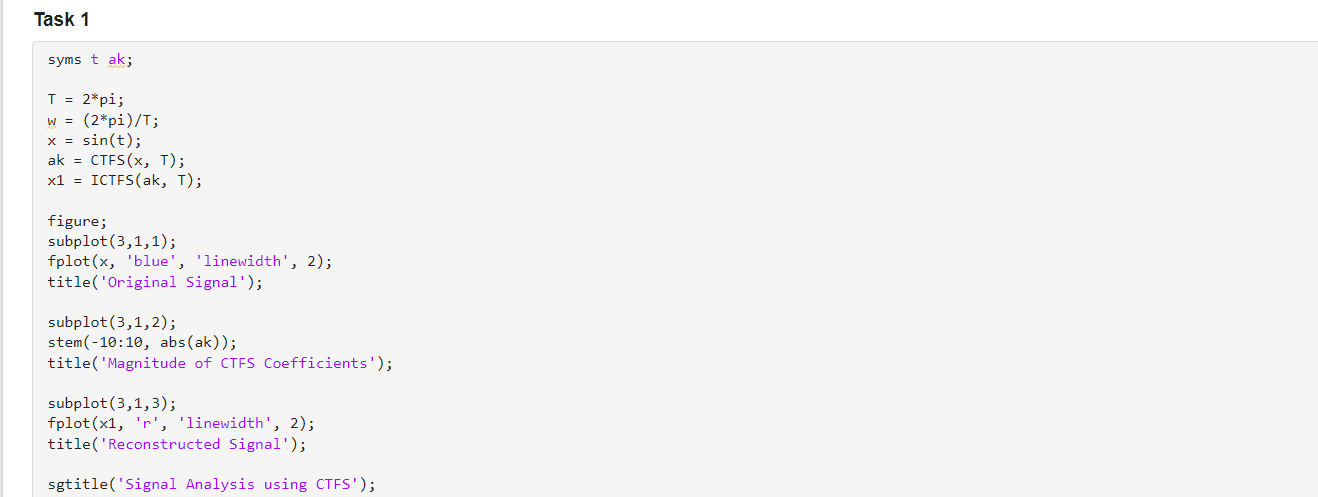 Task 1
syms t ak;
T = 2*pi;
w = (2*pi)/T;
x = sin(t);
ak = CTFS(x, T);
x1 = ICTFS(ak, T);
figure;
subplot(3,1,1);
fplot(x, 'blue', 'linewidth', 2);
title('Original Signal');
subplot(3,1,2);
stem(-10:10, abs(ak));
title('Magnitude of CTFS Coefficients');
subplot(3,1,3);
fplot(x1, 'r', 'linewidth', 2);
title('Reconstructed Signal');
sgtitle('Signal Analysis using CTFS');